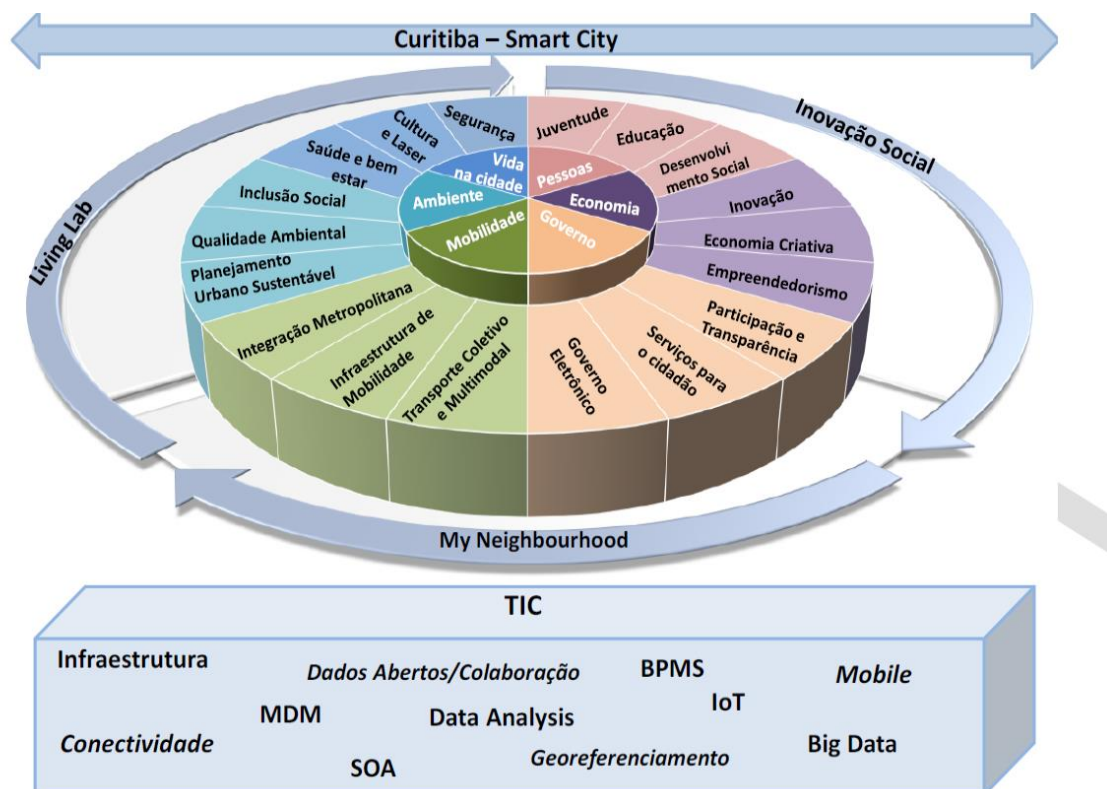 Curitiba – Smart City
Living Lab
Inovação Social
My Neighbourhood
Segurança
Cultura
e Laser
Saúde e bem
estar
Juventude
Educação
Desenvolvi
mento Social
Vida
na cidade
Pessoas
Ambiente
Economia
Mobilidade
Governo
Inclusão Social
Qualidade Ambiental
Planejamento
Urbano Sustentável
Inovação
Economia Criativa
Empreendedorismo
Integração Metropolitana
Infraestrutura de
Mobilidade
Transporte Coletivo
e Multimodal
Governo
Eletrônico
Serviços para
o cidadão
Participação e
Transparência
TIC
Infraestrutura
Dados Abertos/Colaboração
BPMS
Mobile
MDM
Data Analysis
IoT
Conectividade
SOA
Georeferenciamento
Big Data